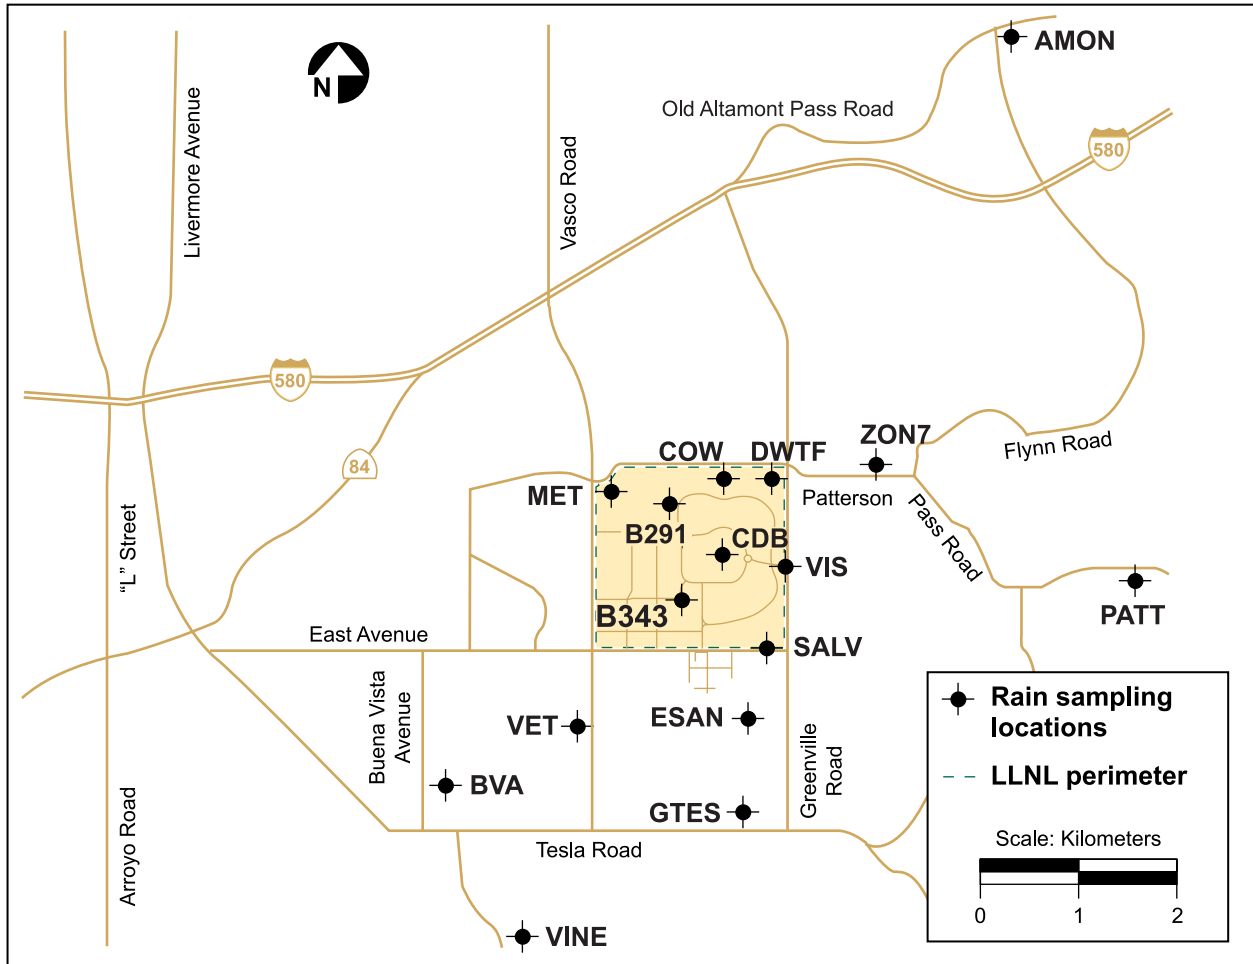 AMON
Old Altamont Pass Road
580
N
Livermore Avenue
Vasco Road
580
84
ZON7
Flynn Road
COW
DWTF
MET
Patterson
Pass Road
B291
CDB
VIS
"L" Street
B343
PATT
East Avenue
SALV
Buena Vista
Avenue
VET
ESAN
Greenville
Road
BVA
GTES
Arroyo Road
Tesla Road
VINE
Rain sampling
locations
LLNL perimeter
Scale: Kilometers
0 1 2